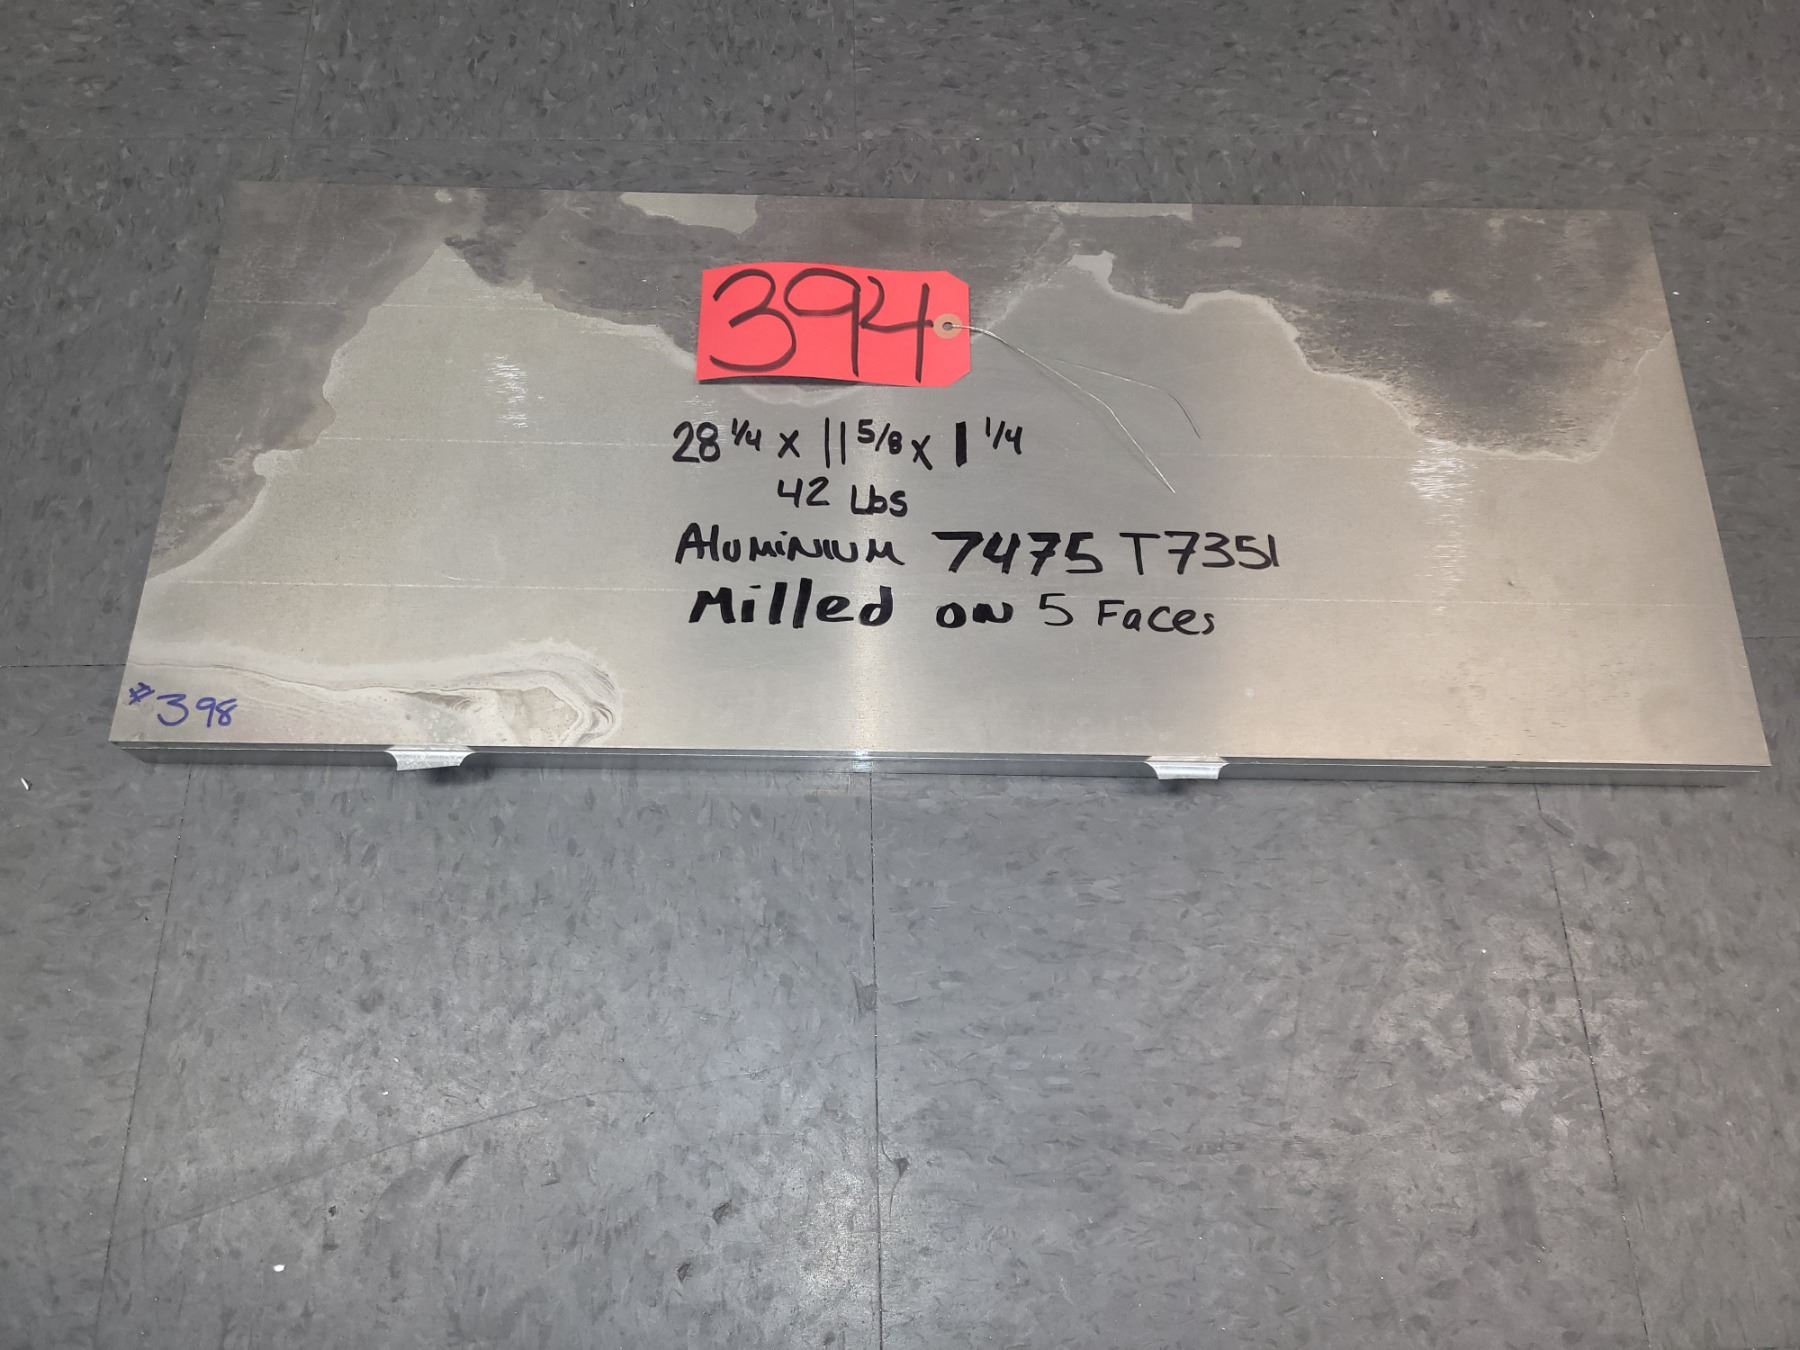 394
28 1/4 x 11 5/8 x 1 1/4
42 Lbs
Aluminium 7475 T7351
Milled on 5 Faces
#398